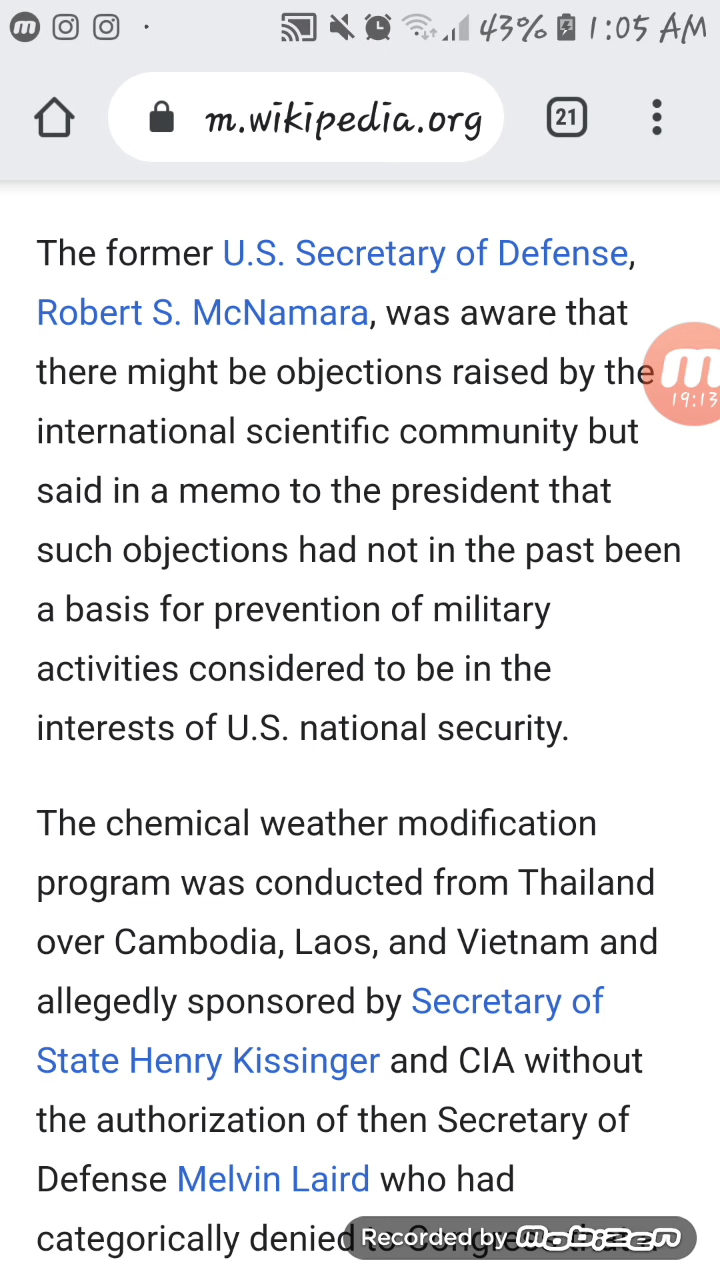 43% 1:05 AM
m.wikipedia.org
21
The former U.S. Secretary of Defense,
Robert S. McNamara, was aware that
there might be objections raised by the
19:13
international scientific community but
said in a memo to the president that
such objections had not in the past been
a basis for prevention of military
activities considered to be in the
interests of U.S. national security.
The chemical weather modification
program was conducted from Thailand
over Cambodia, Laos, and Vietnam and
allegedly sponsored by Secretary of
State Henry Kissinger and CIA without
the authorization of then Secretary of
Defense Melvin Laird who had
categorically denied to Congress that
Recorded by Mobizen